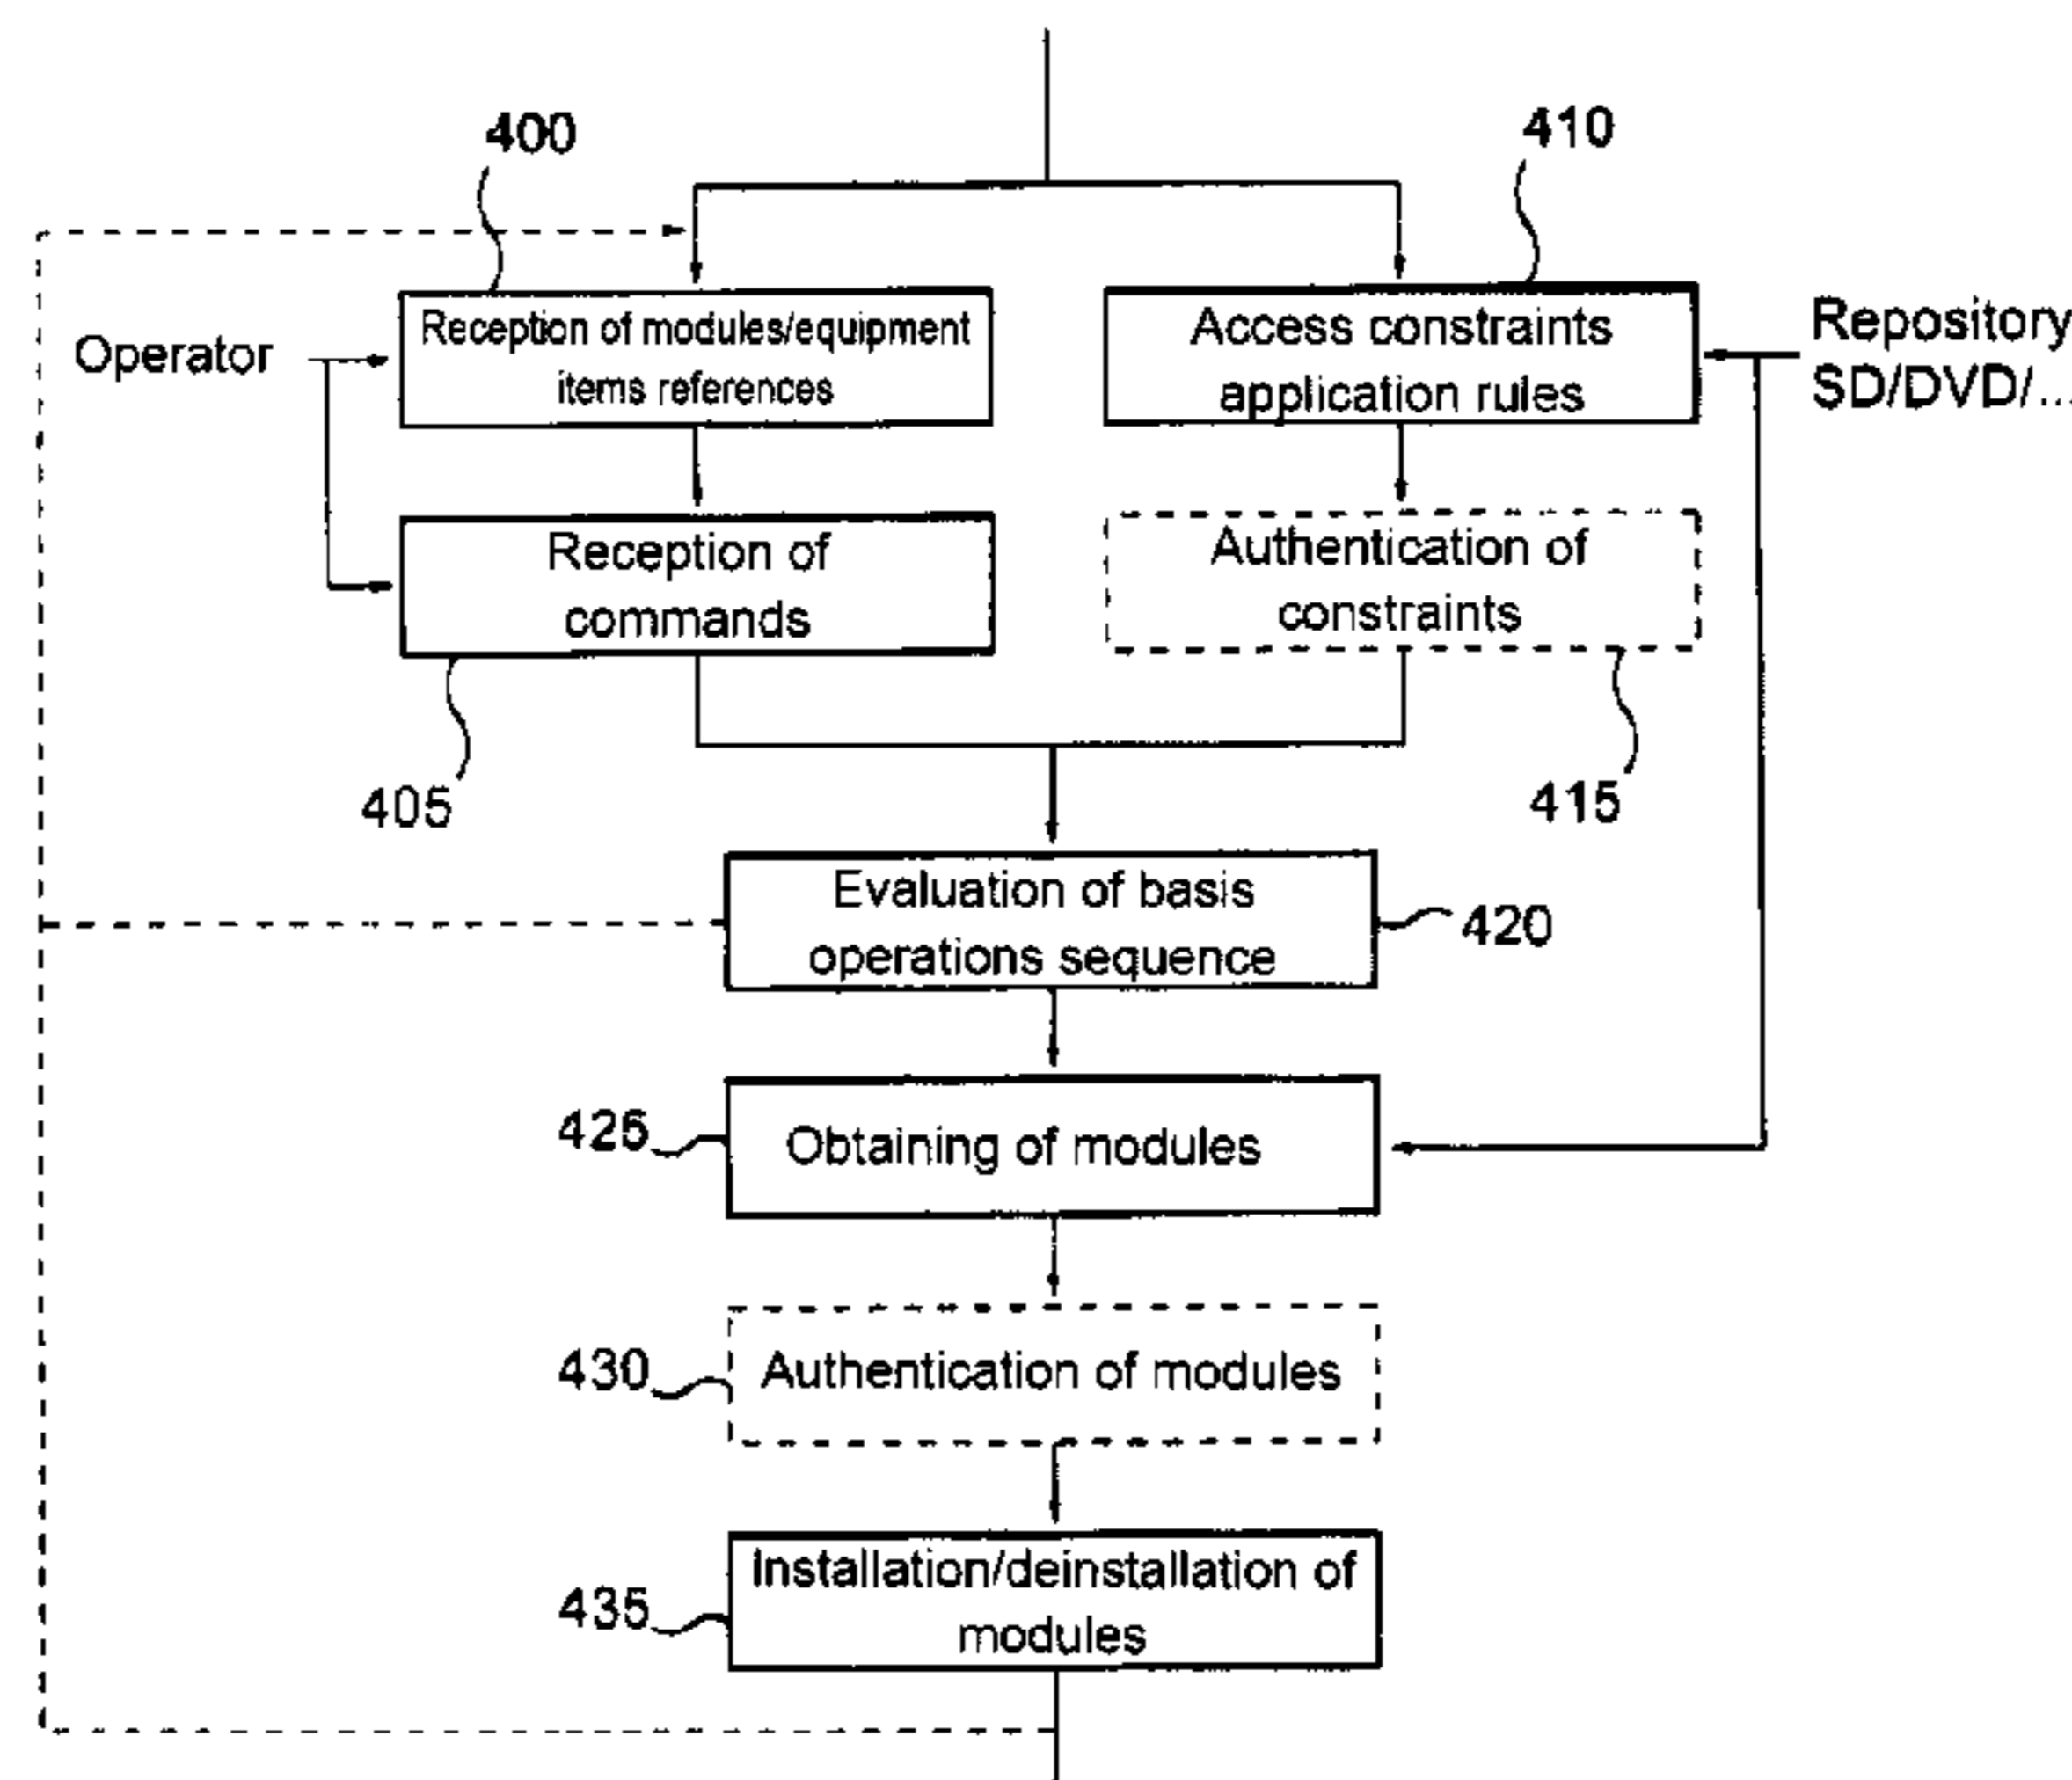 400
410
Operator
Reception of modules/equipment
items references
Access constraints
application rules
Repository
SD/DVD/...
Reception of
commands
Authentication of
constraints
405
415
Evaluation of basis
operations sequence
420
425
Obtaining of modules
430
Authentication of modules
435
Installation/deinstallation of
modules